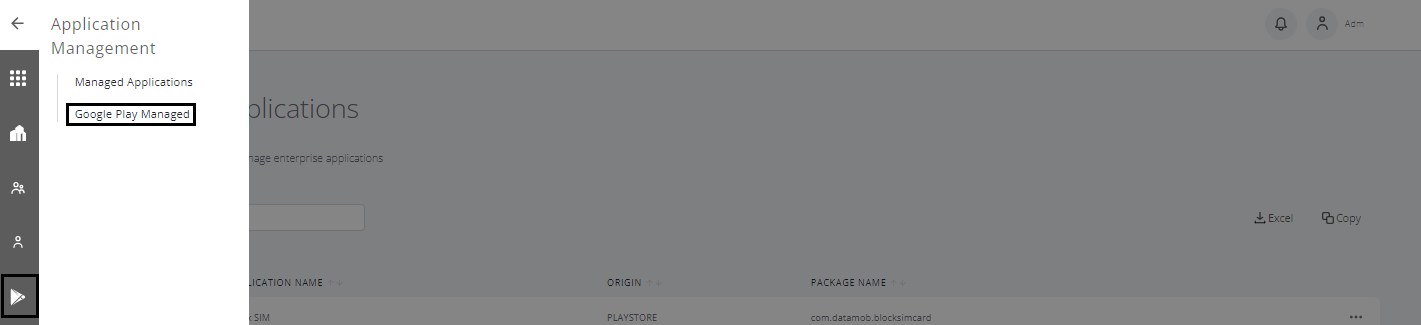 Application
Management
Adm
Managed Applications
Google Play Managed
plications
nage enterprise applications
Excel
Copy
LICATION NAME
ORIGIN
PACKAGE NAME
SIM
PLAYSTORE
com.datamob.blocksimcard